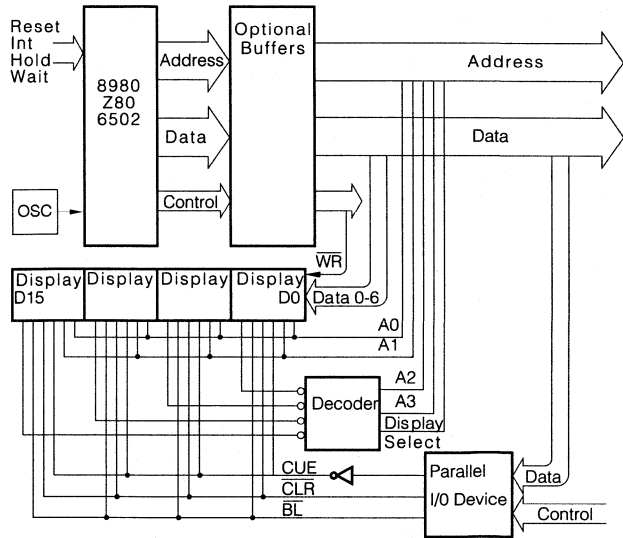 Reset
Int
Hold
Wait
8980
Z80
6502
OSC
Address
Data
Control
Optional
Buffers
Address
Data
WR
Display
D15
Display
Display
Display
D0
Data 0-6
A0
A1
Decoder
A2
A3
Display
Select
CUE
CLR
BL
Parallel
I/0 Device
Data
Control